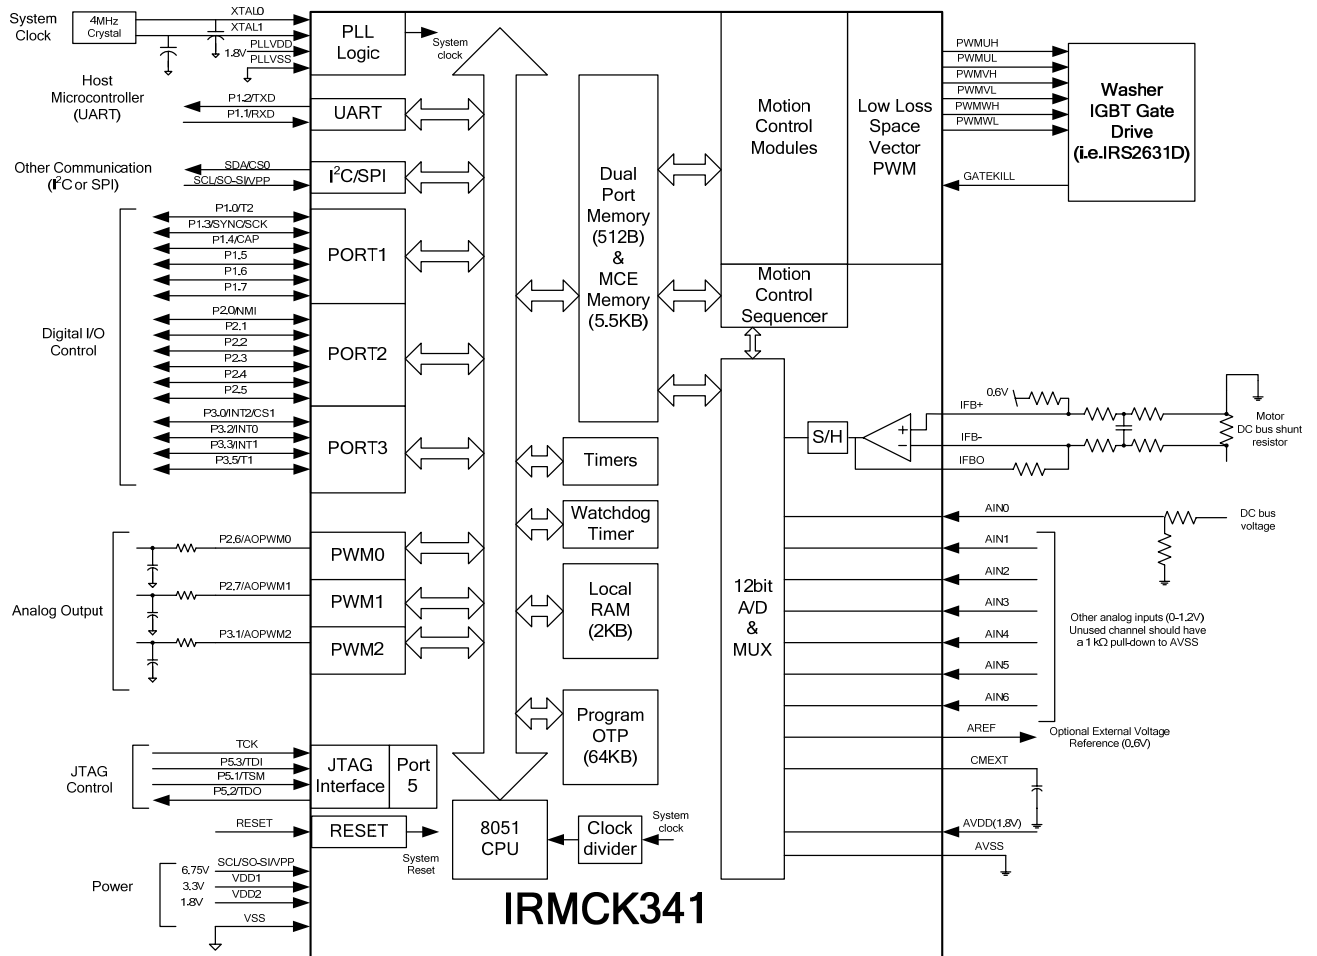 System
Clock
4MHz
Crystal
XTAL0
XTAL1
1.8V
PLLVDD
PLLVSS
PLL
Logic
System
clock
Host
Microcontroller
(UART)
P1.2/TXD
P1.1/RXD
UART
Other Communication
(I²C or SPI)
SDA/CS0
SCL/SO-SI/VPP
I²C/SPI
Digital I/O
Control
P1.0/T2
P1.3/SYNC/SCK
P1.4/CAP
P1.5
P1.6
P1.7
PORT1
P2.0/NMI
P2.1
P2.2
P2.3
P2.4
P2.5
PORT2
P3.0/INT2/CS1
P3.2/INT0
P3.3/INT1
P3.5/T1
PORT3
Analog Output
P2.6/AOPWM0
P2.7/AOPWM1
P3.1/AOPWM2
PWM0
PWM1
PWM2
JTAG
Control
TCK
P5.3/TDI
P5.1/TSM
P5.2/TDO
JTAG
Interface
Port
5
RESET
RESET
System
Reset
Power
6.75V
3.3V
1.8V
SCL/SO-SI/VPP
VDD1
VDD2
VSS
8051
CPU
Clock
divider
System
clock
Dual
Port
Memory
(512B)
&
MCE
Memory
(5.5KB)
Timers
Watchdog
Timer
Local
RAM
(2KB)
Program
OTP
(64KB)
Motion
Control
Modules
Low Loss
Space
Vector
PWM
Motion
Control
Sequencer
12bit
A/D
&
MUX
S/H
+
−
PWMUH
PWMUL
PWMVH
PWMVL
PWMWH
PWMWL
GATEKILL
Washer
IGBT Gate
Drive
(i.e.IRS2631D)
0.6V
IFB+
IFB-
IFBO
Motor
DC bus shunt
resistor
AIN0
DC bus
voltage
AIN1
AIN2
AIN3
AIN4
AIN5
AIN6
Other analog inputs (0-1.2V)
Unused channel should have
a 1 kΩ pull-down to AVSS
AREF
Optional External Voltage
Reference (0.6V)
CMEXT
AVDD(1.8V)
AVSS
IRMCK341